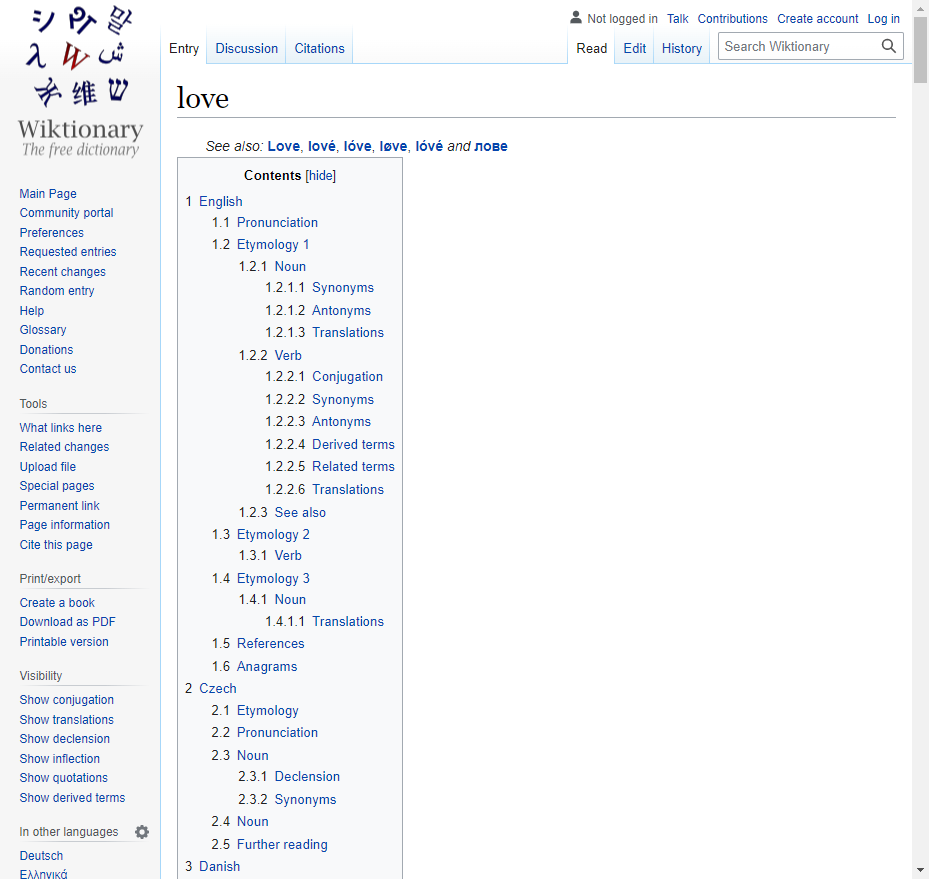 Not logged in Talk Contributions Create account Log in
Entry Discussion Citations Read Edit History Search Wiktionary
シ 말
λ W ش
维 ש
Wiktionary
The free dictionary
Main Page
Community portal
Preferences
Requested entries
Recent changes
Random entry
Help
Glossary
Donations
Contact us
Tools
What links here
Related changes
Upload file
Special pages
Permanent link
Page information
Cite this page
Print/export
Create a book
Download as PDF
Printable version
Visibility
Show conjugation
Show translations
Show declension
Show inflection
Show quotations
Show derived terms
In other languages
Deutsch
Ελληνικά
love
See also: Love, lové, lóve, løve, lóvé and лове
Contents [hide]
1 English
1.1 Pronunciation
1.2 Etymology 1
1.2.1 Noun
1.2.1.1 Synonyms
1.2.1.2 Antonyms
1.2.1.3 Translations
1.2.2 Verb
1.2.2.1 Conjugation
1.2.2.2 Synonyms
1.2.2.3 Antonyms
1.2.2.4 Derived terms
1.2.2.5 Related terms
1.2.2.6 Translations
1.2.3 See also
1.3 Etymology 2
1.3.1 Verb
1.4 Etymology 3
1.4.1 Noun
1.4.1.1 Translations
1.5 References
1.6 Anagrams
2 Czech
2.1 Etymology
2.2 Pronunciation
2.3 Noun
2.3.1 Declension
2.3.2 Synonyms
2.4 Noun
2.5 Further reading
3 Danish